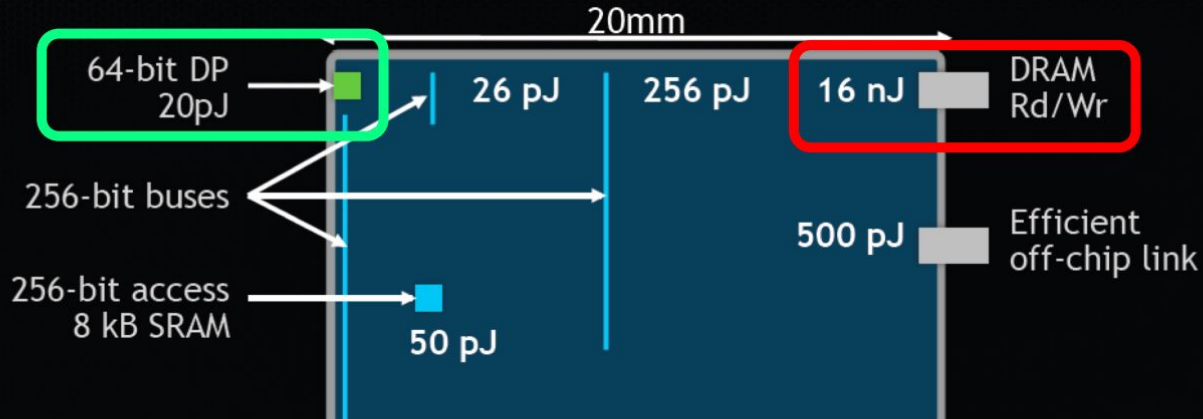 20mm
64-bit DP
20pJ
26 pJ
256 pJ
16 nJ
DRAM
Rd/Wr
256-bit buses
500 pJ
Efficient
off-chip link
256-bit access
8 kB SRAM
50 pJ